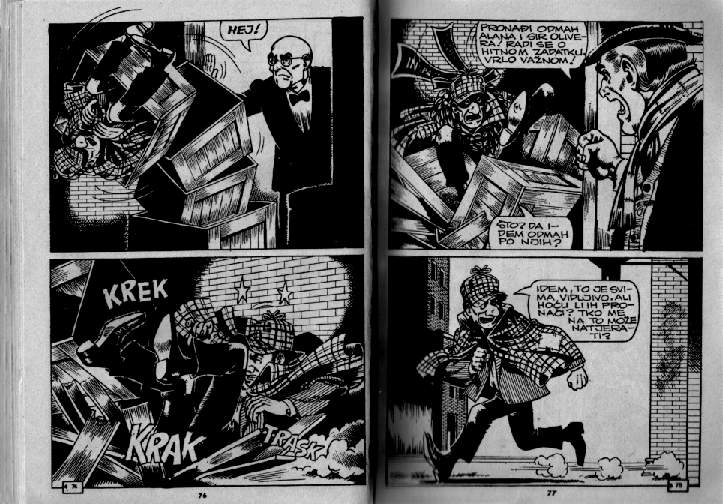 HEJ!
KREK
KRAK
TRASK
76
PRONAĐI ODMAH
ALANA I SIR OLIVE-
RA! RADI SE O
HITNOM ZADATKU,
VRLO VAŽNOM!
ŠTO? DA I-
DEM ODMAH
PO NJIH?
IDEM, TO JE SVI-
MA VIDLJIVO. ALI
HOĆU LI IH PRO-
NAĆI? TKO ME
NA TO MOŽE
NATJERA-
TI?
77